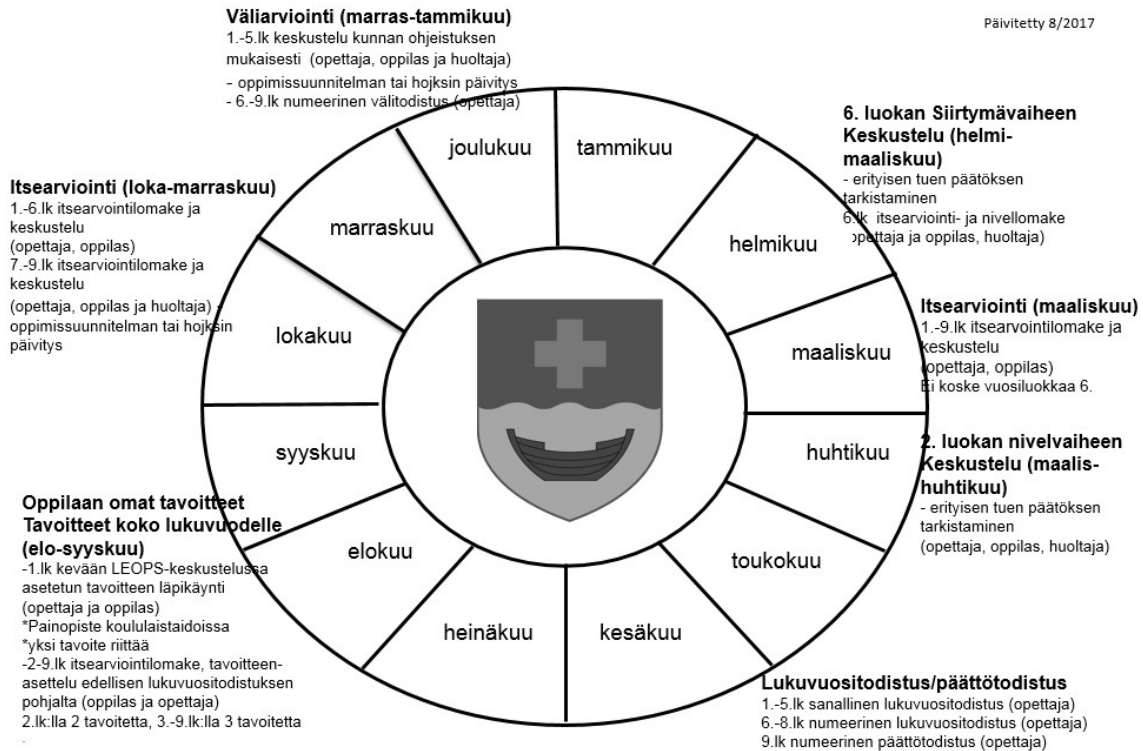 Päivitetty 8/2017
Väliarviointi (marras-tammikuu)
1.-5.lk keskustelu kunnan ohjeistuksen
mukaisesti  (opettaja, oppilas ja huoltaja)
- oppimissuunnitelman tai hojksin päivitys
- 6.-9.lk numeerinen välitodistus (opettaja)
6. luokan Siirtymävaiheen
Keskustelu (helmi-
maaliskuu)
- erityisen tuen päätöksen
tarkistaminen
6.lk  itsearviointi- ja nivellomake
(opettaja ja oppilas, huoltaja)
Itsearviointi (maaliskuu)
1.-9.lk itsearvointilomake ja
keskustelu
(opettaja, oppilas)
Ei koske vuosiluokkaa 6.
2. luokan nivelvaiheen
Keskustelu (maalis-
huhtikuu)
- erityisen tuen päätöksen
tarkistaminen
(opettaja, oppilas, huoltaja)
Lukuvuositodistus/päättötodistus
1.-5.lk sanallinen lukuvuositodistus (opettaja)
6.-8.lk numeerinen lukuvuositodistus (opettaja)
9.lk numeerinen päättötodistus (opettaja)
Oppilaan omat tavoitteet
Tavoitteet koko lukuvuodelle
(elo-syyskuu)
-1.lk kevään LEOPS-keskustelussa
asetetun tavoitteen läpikäynti
(opettaja ja oppilas)
*Painopiste koululaistaidoissa
*yksi tavoite riittää
-2-9.lk itsearviointilomake, tavoitteen-
asettelu edellisen lukuvuositodistuksen
pohjalta (oppilas ja opettaja)
2.lk:lla 2 tavoitetta, 3.-9.lk:lla 3 tavoitetta
Itsearviointi (loka-marraskuu)
1.-6.lk itsearvointilomake ja
keskustelu
(opettaja, oppilas)
7.-9.lk itsearviointilomake ja
keskustelu
(opettaja, oppilas ja huoltaja) -
oppimissuunnitelman tai hojksin
päivitys
tammikuu
helmikuu
maaliskuu
huhtikuu
toukokuu
kesäkuu
heinäkuu
elokuu
syyskuu
lokakuu
marraskuu
joulukuu